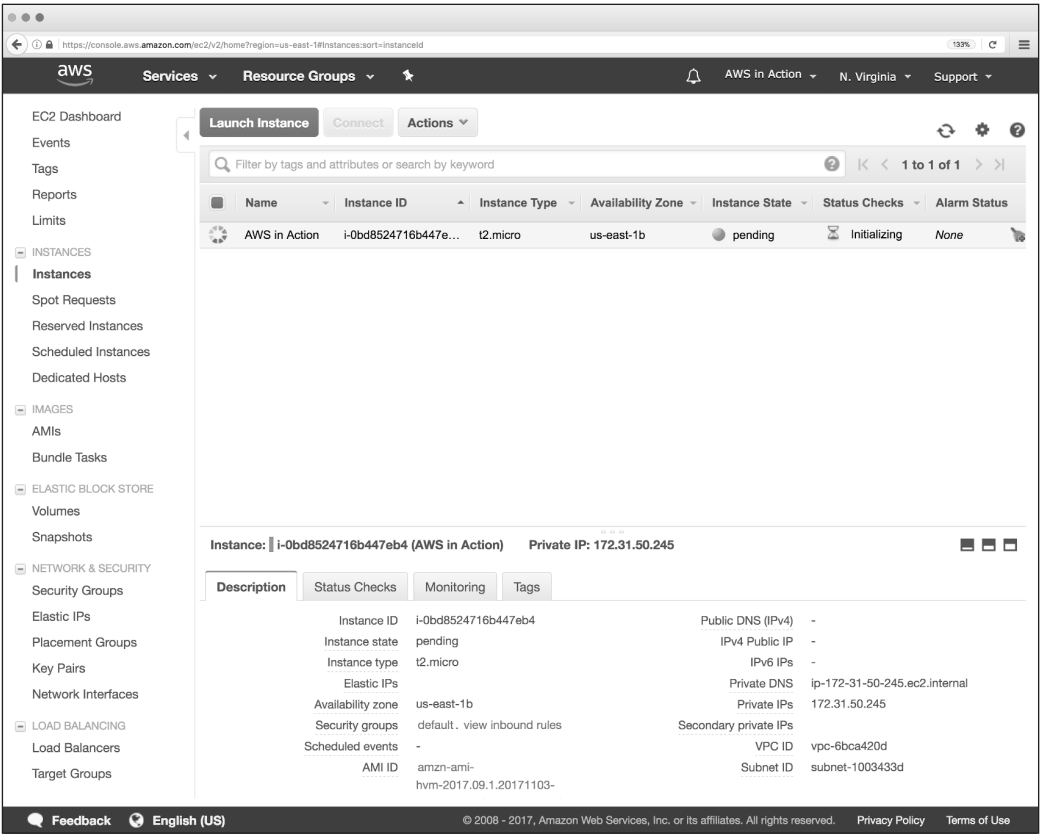 https://console.aws.amazon.com/ec2/v2/home?region=us-east-1#Instances:sort=instanceId
133%
aws
Services
Resource Groups
AWS in Action
N. Virginia
Support
EC2 Dashboard
Events
Tags
Reports
Limits
INSTANCES
Instances
Spot Requests
Reserved Instances
Scheduled Instances
Dedicated Hosts
IMAGES
AMIs
Bundle Tasks
ELASTIC BLOCK STORE
Volumes
Snapshots
NETWORK & SECURITY
Security Groups
Elastic IPs
Placement Groups
Key Pairs
Network Interfaces
LOAD BALANCING
Load Balancers
Target Groups
Launch Instance Connect Actions
Filter by tags and attributes or search by keyword
1 to 1 of 1
Name Instance ID Instance Type Availability Zone Instance State Status Checks Alarm Status
AWS in Action i-0bd8524716b447e... t2.micro us-east-1b pending Initializing None
Instance: i-0bd8524716b447eb4 (AWS in Action) Private IP: 172.31.50.245
Description Status Checks Monitoring Tags
Instance ID i-0bd8524716b447eb4
Instance state pending
Instance type t2.micro
Elastic IPs
Availability zone us-east-1b
Security groups default. view inbound rules
Scheduled events -
AMI ID amzn-ami-
hvm-2017.09.1.20171103-
Public DNS (IPv4) -
IPv4 Public IP -
IPv6 IPs -
Private DNS ip-172-31-50-245.ec2.internal
Private IPs 172.31.50.245
Secondary private IPs
VPC ID vpc-6bca420d
Subnet ID subnet-1003433d
Feedback English (US)
© 2008 - 2017, Amazon Web Services, Inc. or its affiliates. All rights reserved. Privacy Policy Terms of Use